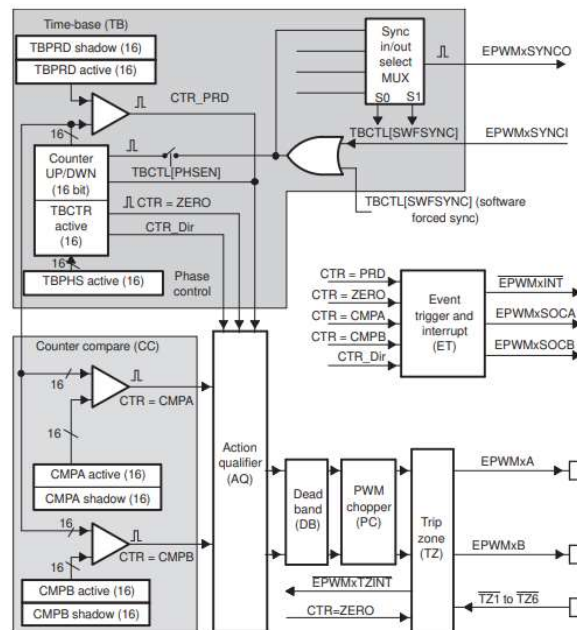 Time-base (TB)
TBPRD shadow (16)
TBPRD active (16)
CTR_PRD
Sync
in/out
select
MUX
S0 S1
EPWMxSYNCO
TBCTL[SWFSYNC]
EPWMxSYNCI
16
Counter
UP/DWN
(16 bit)
TBCTR
active
(16)
TBCTL[PHSEN]
CTR = ZERO
CTR_Dir
TBCTL[SWFSYNC] (software
forced sync)
16
TBPHS active (16)
Phase
control
CTR = PRD
CTR = ZERO
CTR = CMPA
CTR = CMPB
CTR_Dir
Event
trigger and
interrupt
(ET)
EPWMxINT
EPWMxSOCA
EPWMxSOCB
Counter compare (CC)
16
CTR = CMPA
16
CMPA active (16)
CMPA shadow (16)
16
CTR = CMPB
16
CMPB active (16)
CMPB shadow (16)
Action
qualifier
(AQ)
Dead
band
(DB)
PWM
chopper
(PC)
Trip
zone
(TZ)
EPWMxA
EPWMxB
EPWMxTZINT
CTR=ZERO
TZ1 to TZ6